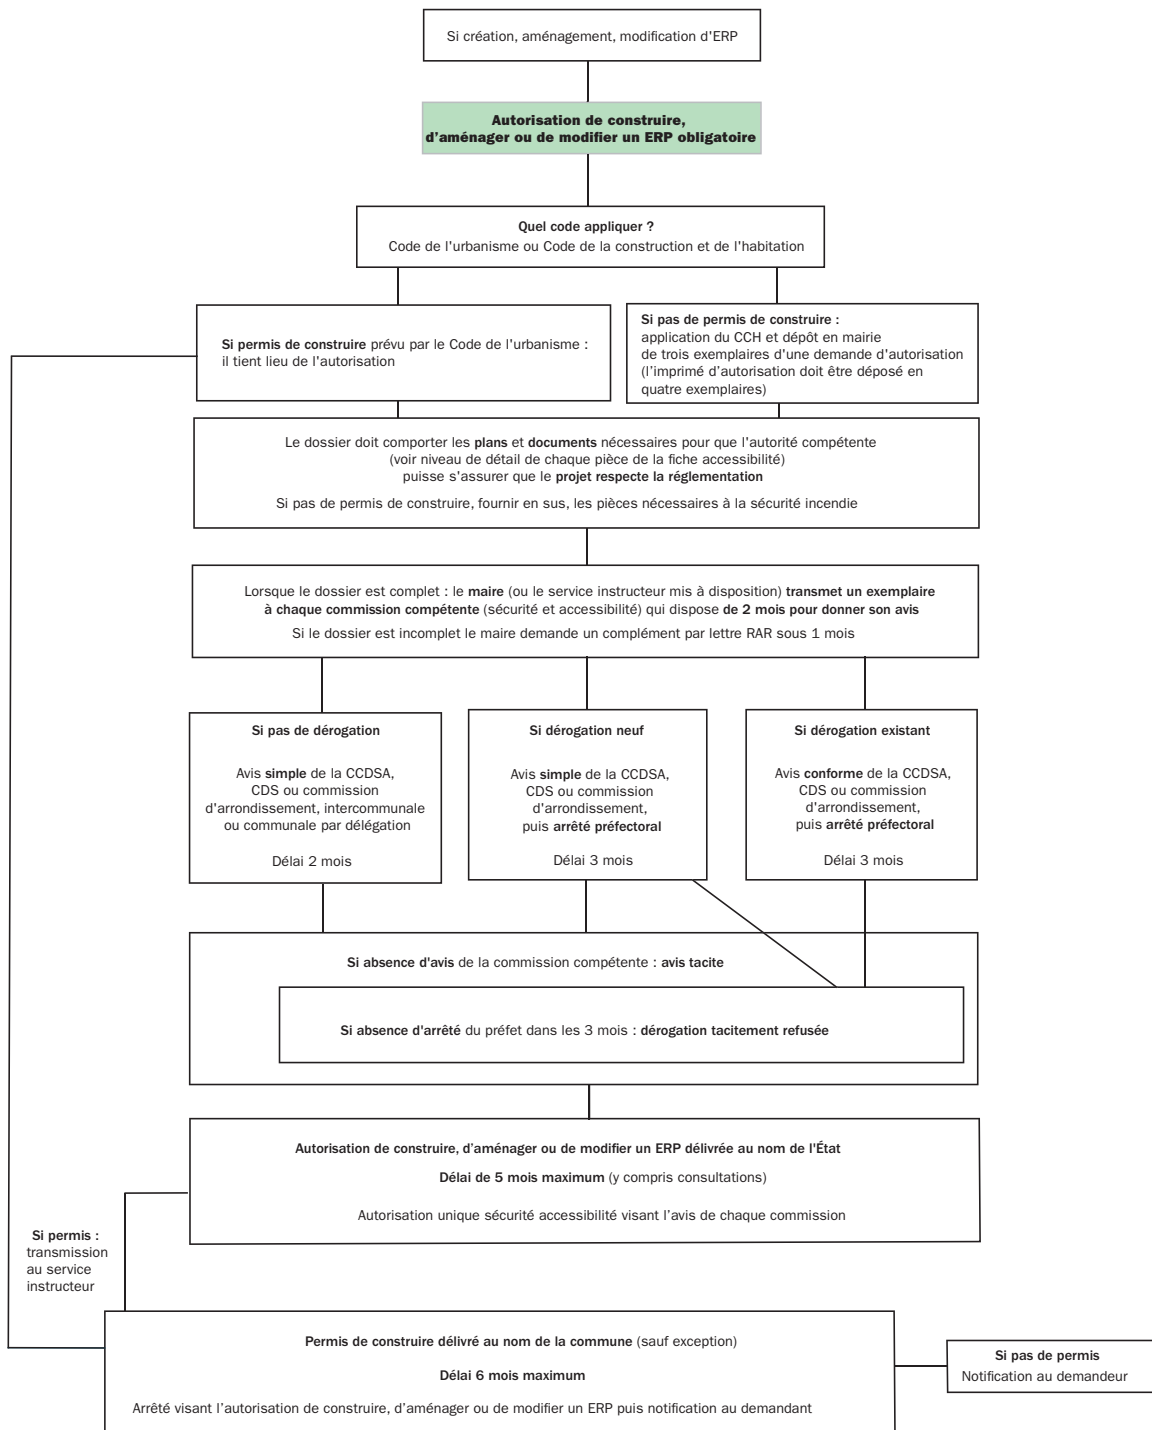 Si création, aménagement, modification d'ERP
Autorisation de construire,
d'aménager ou de modifier un ERP obligatoire
Quel code appliquer ?
Code de l'urbanisme ou Code de la construction et de l'habitation
Si permis de construire prévu par le Code de l'urbanisme :
il tient lieu de l'autorisation
Si pas de permis de construire :
application du CCH et dépôt en mairie
de trois exemplaires d'une demande d'autorisation
(l'imprimé d'autorisation doit être déposé en
quatre exemplaires)
Le dossier doit comporter les plans et documents nécessaires pour que l'autorité compétente
(voir niveau de détail de chaque pièce de la fiche accessibilité)
puisse s'assurer que le projet respecte la réglementation
Si pas de permis de construire, fournir en sus, les pièces nécessaires à la sécurité incendie
Lorsque le dossier est complet : le maire (ou le service instructeur mis à disposition) transmet un exemplaire
à chaque commission compétente (sécurité et accessibilité) qui dispose de 2 mois pour donner son avis
Si le dossier est incomplet le maire demande un complément par lettre RAR sous 1 mois
Si pas de dérogation
Avis simple de la CCDSA,
CDS ou commission
d'arrondissement, intercommunale
ou communale par délégation
Délai 2 mois
Si dérogation neuf
Avis simple de la CCDSA,
CDS ou commission
d'arrondissement,
puis arrêté préfectoral
Délai 3 mois
Si dérogation existant
Avis conforme de la CCDSA,
CDS ou commission
d'arrondissement,
puis arrêté préfectoral
Délai 3 mois
Si absence d'avis de la commission compétente : avis tacite
Si absence d'arrêté du préfet dans les 3 mois : dérogation tacitement refusée
Autorisation de construire, d'aménager ou de modifier un ERP délivrée au nom de l'État
Délai de 5 mois maximum (y compris consultations)
Autorisation unique sécurité accessibilité visant l'avis de chaque commission
Si permis :
transmission
au service
instructeur
Permis de construire délivré au nom de la commune (sauf exception)
Délai 6 mois maximum
Arrêté visant l'autorisation de construire, d'aménager ou de modifier un ERP puis notification au demandant
Si pas de permis
Notification au demandeur